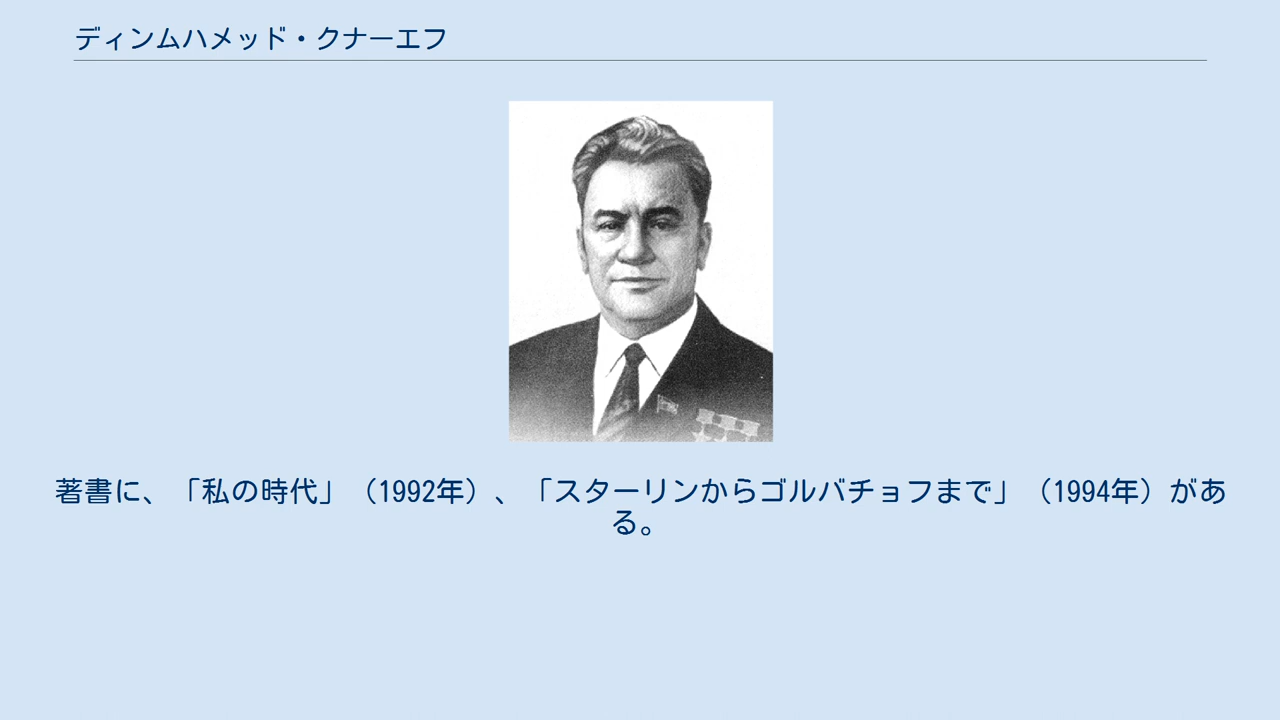 ディンムハメッド・クナーエフ
著書に、「私の時代」（1992年）、「スターリンからゴルバチョフまで」（1994年）があ
る。